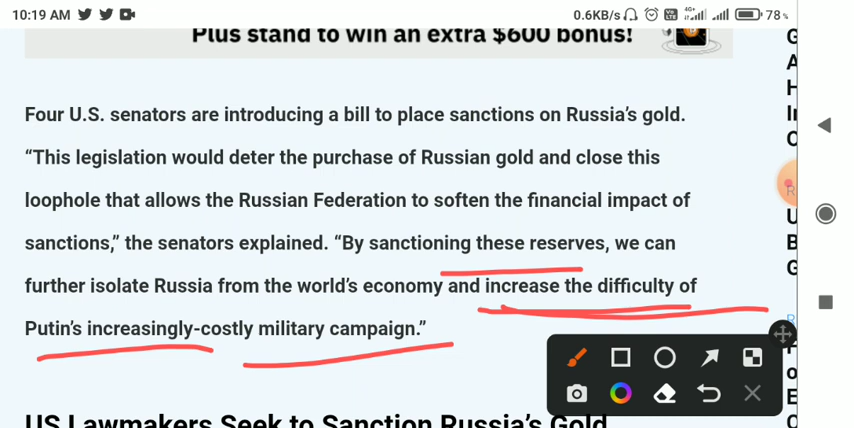 10:19 AM 0.6KB/s 4G+ 78%
Plus stand to win an extra $600 bonus!
Four U.S. senators are introducing a bill to place sanctions on Russia’s gold.
“This legislation would deter the purchase of Russian gold and close this
loophole that allows the Russian Federation to soften the financial impact of
sanctions,” the senators explained. “By sanctioning these reserves, we can
further isolate Russia from the world’s economy and increase the difficulty of
Putin’s increasingly-costly military campaign.”
US Lawmakers Seek to Sanction Russia’s Gold